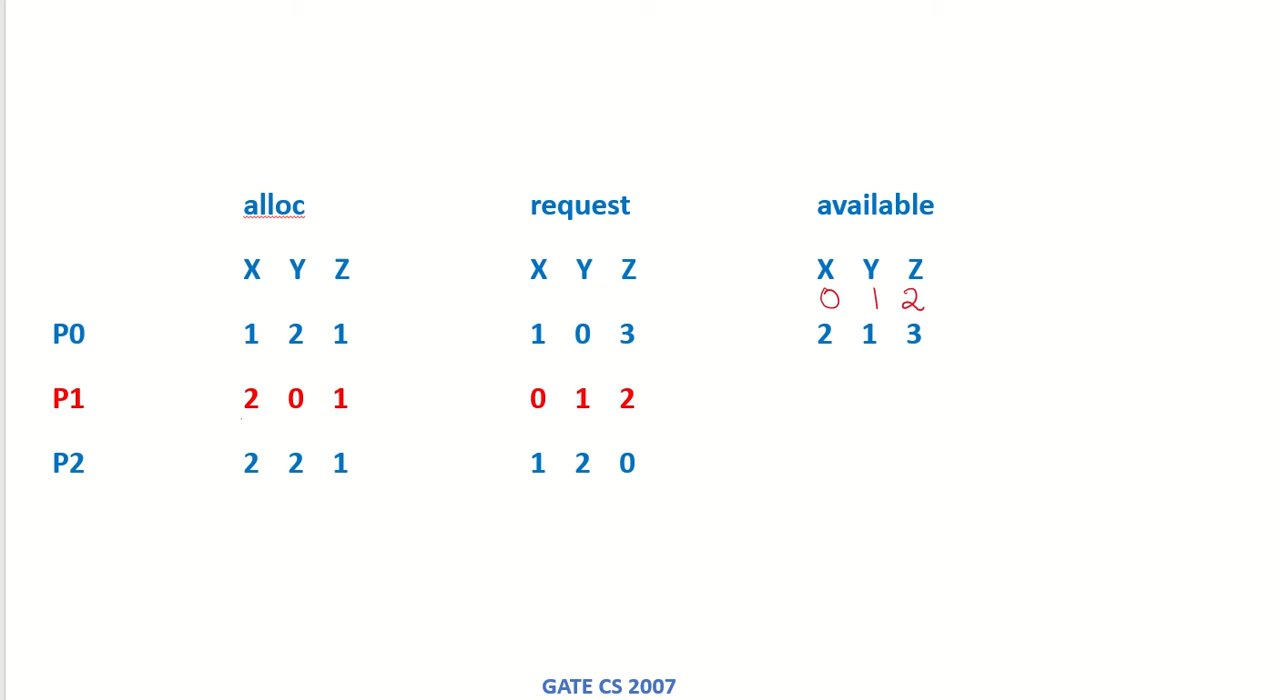 alloc request available
X Y Z X Y Z X Y Z
0 1 2
P0 1 2 1 1 0 3 2 1 3
P1 2 0 1 0 1 2
P2 2 2 1 1 2 0
GATE CS 2007